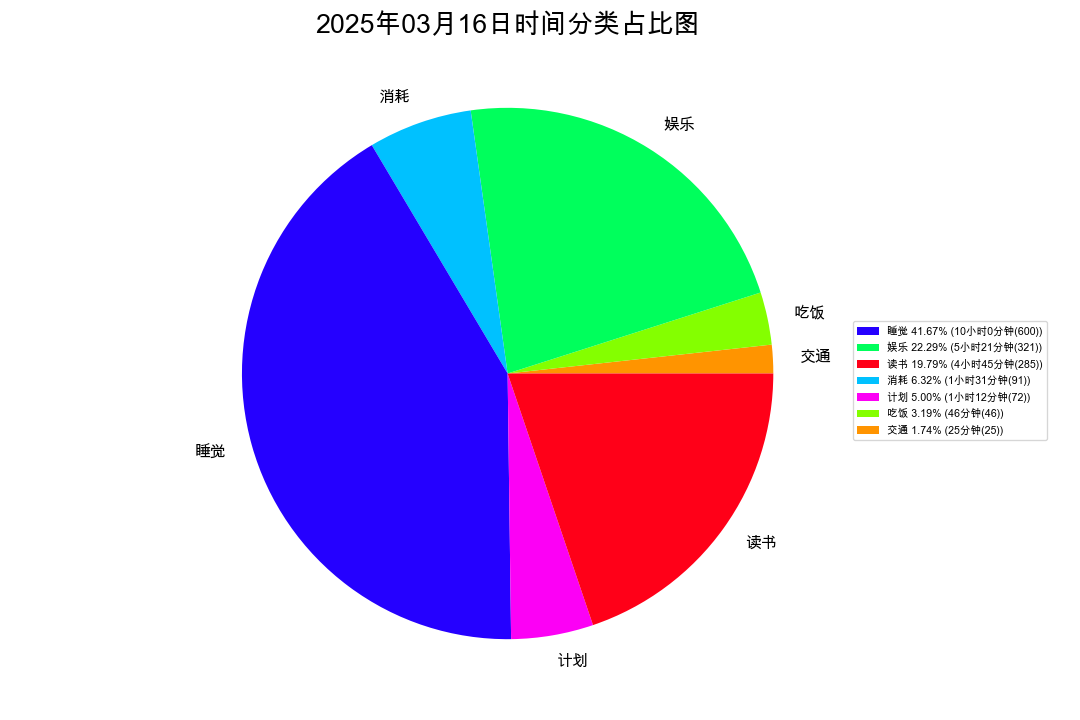 2025年03月16日时间分类占比图
消耗
娱乐
吃饭
交通
睡觉
读书
计划
睡觉 41.67% (10小时0分钟(600))
娱乐 22.29% (5小时21分钟(321))
读书 19.79% (4小时45分钟(285))
消耗 6.32% (1小时31分钟(91))
计划 5.00% (1小时12分钟(72))
吃饭 3.19% (46分钟(46))
交通 1.74% (25分钟(25))